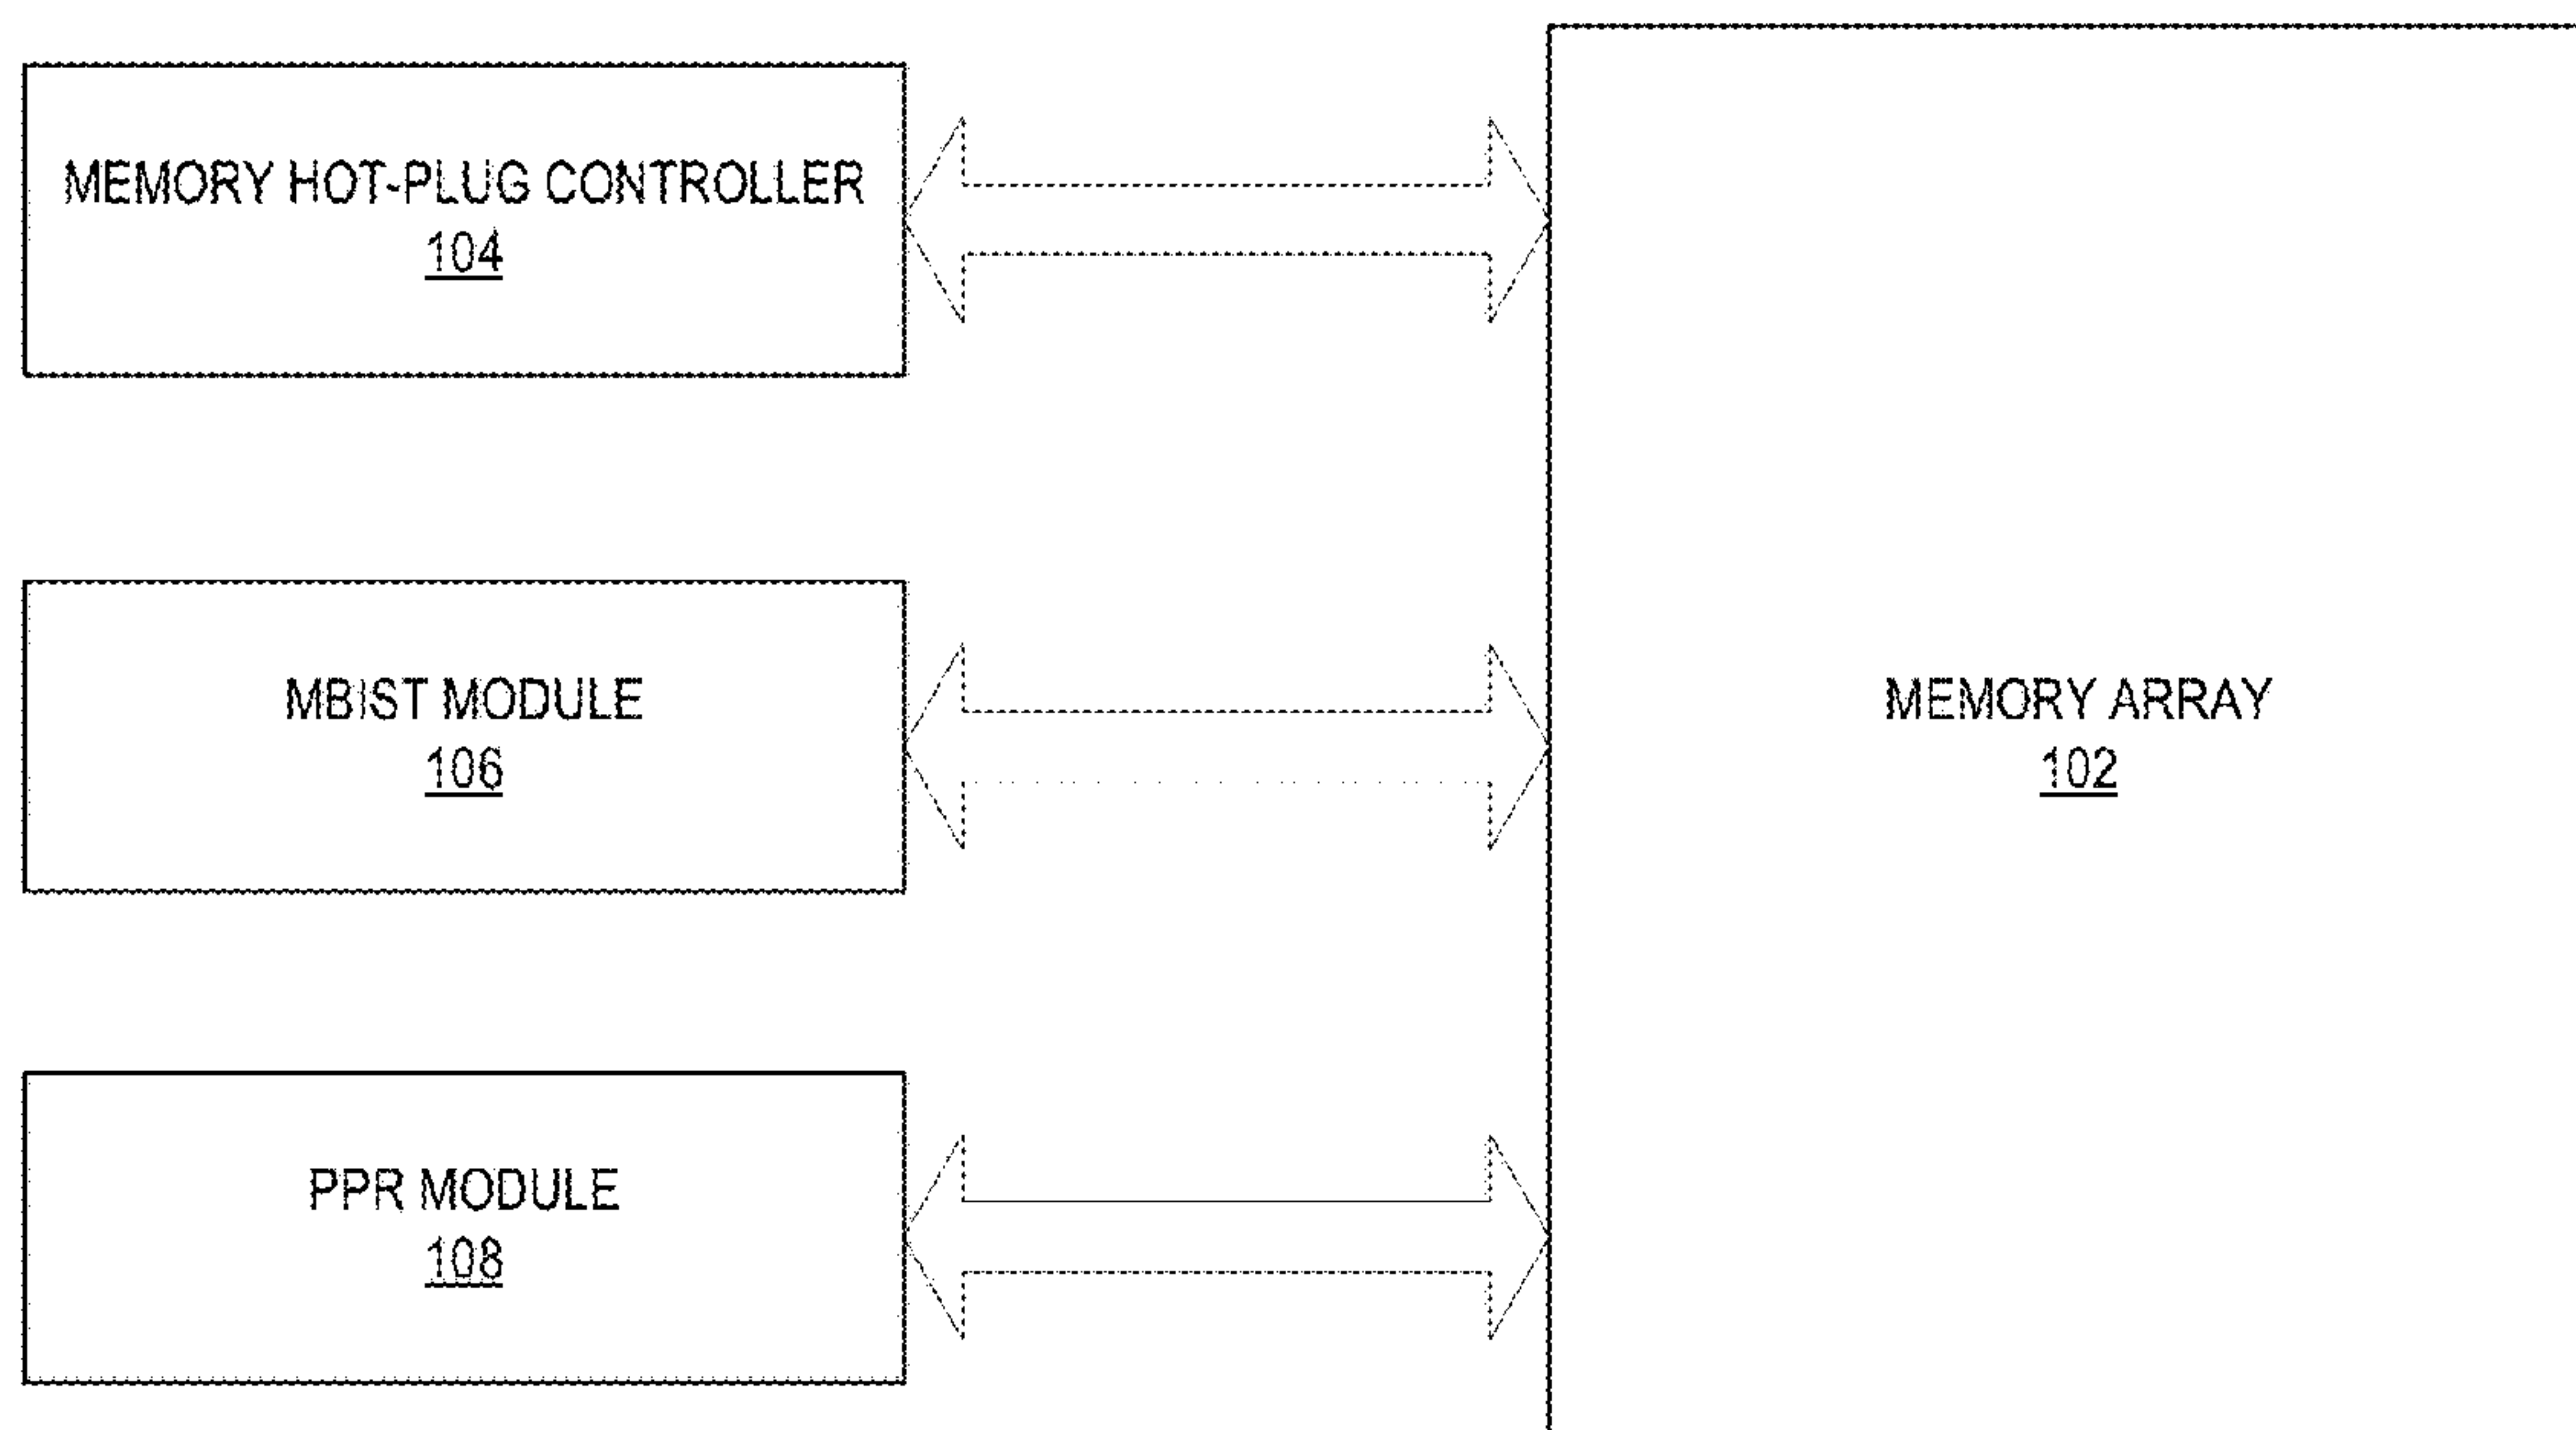 MEMORY HOT-PLUG CONTROLLER
104
MBIST MODULE
106
PPR MODULE
108
MEMORY ARRAY
102